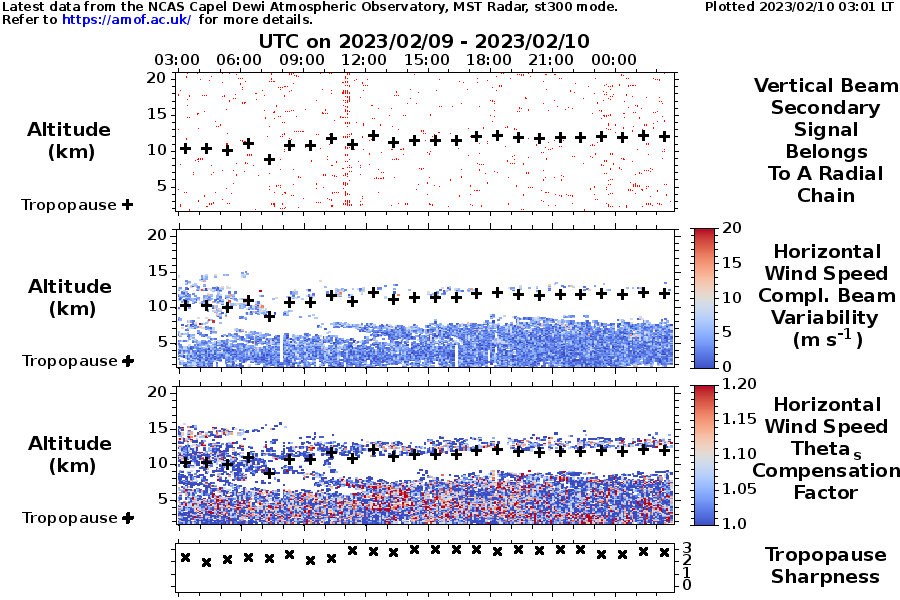 Latest data from the NCAS Capel Dewi Atmospheric Observatory, MST Radar, st300 mode.
Plotted 2023/02/10 03:01 LT
Refer to https://amof.ac.uk/ for more details.
UTC on 2023/02/09 - 2023/02/10
03:00 06:00 09:00 12:00 15:00 18:00 21:00 00:00
20
15
10
5
Altitude
(km)
Tropopause +
Vertical Beam
Secondary
Signal
Belongs
To A Radial
Chain
20
15
10
5
Altitude
(km)
Tropopause +
20
15
10
5
0
Horizontal
Wind Speed
Compl. Beam
Variability
(m s-1)
20
15
10
5
Altitude
(km)
Tropopause +
1.20
1.15
1.10
1.05
1.0
Horizontal
Wind Speed
Theta s
Compensation
Factor
3
2
1
0
Tropopause
Sharpness